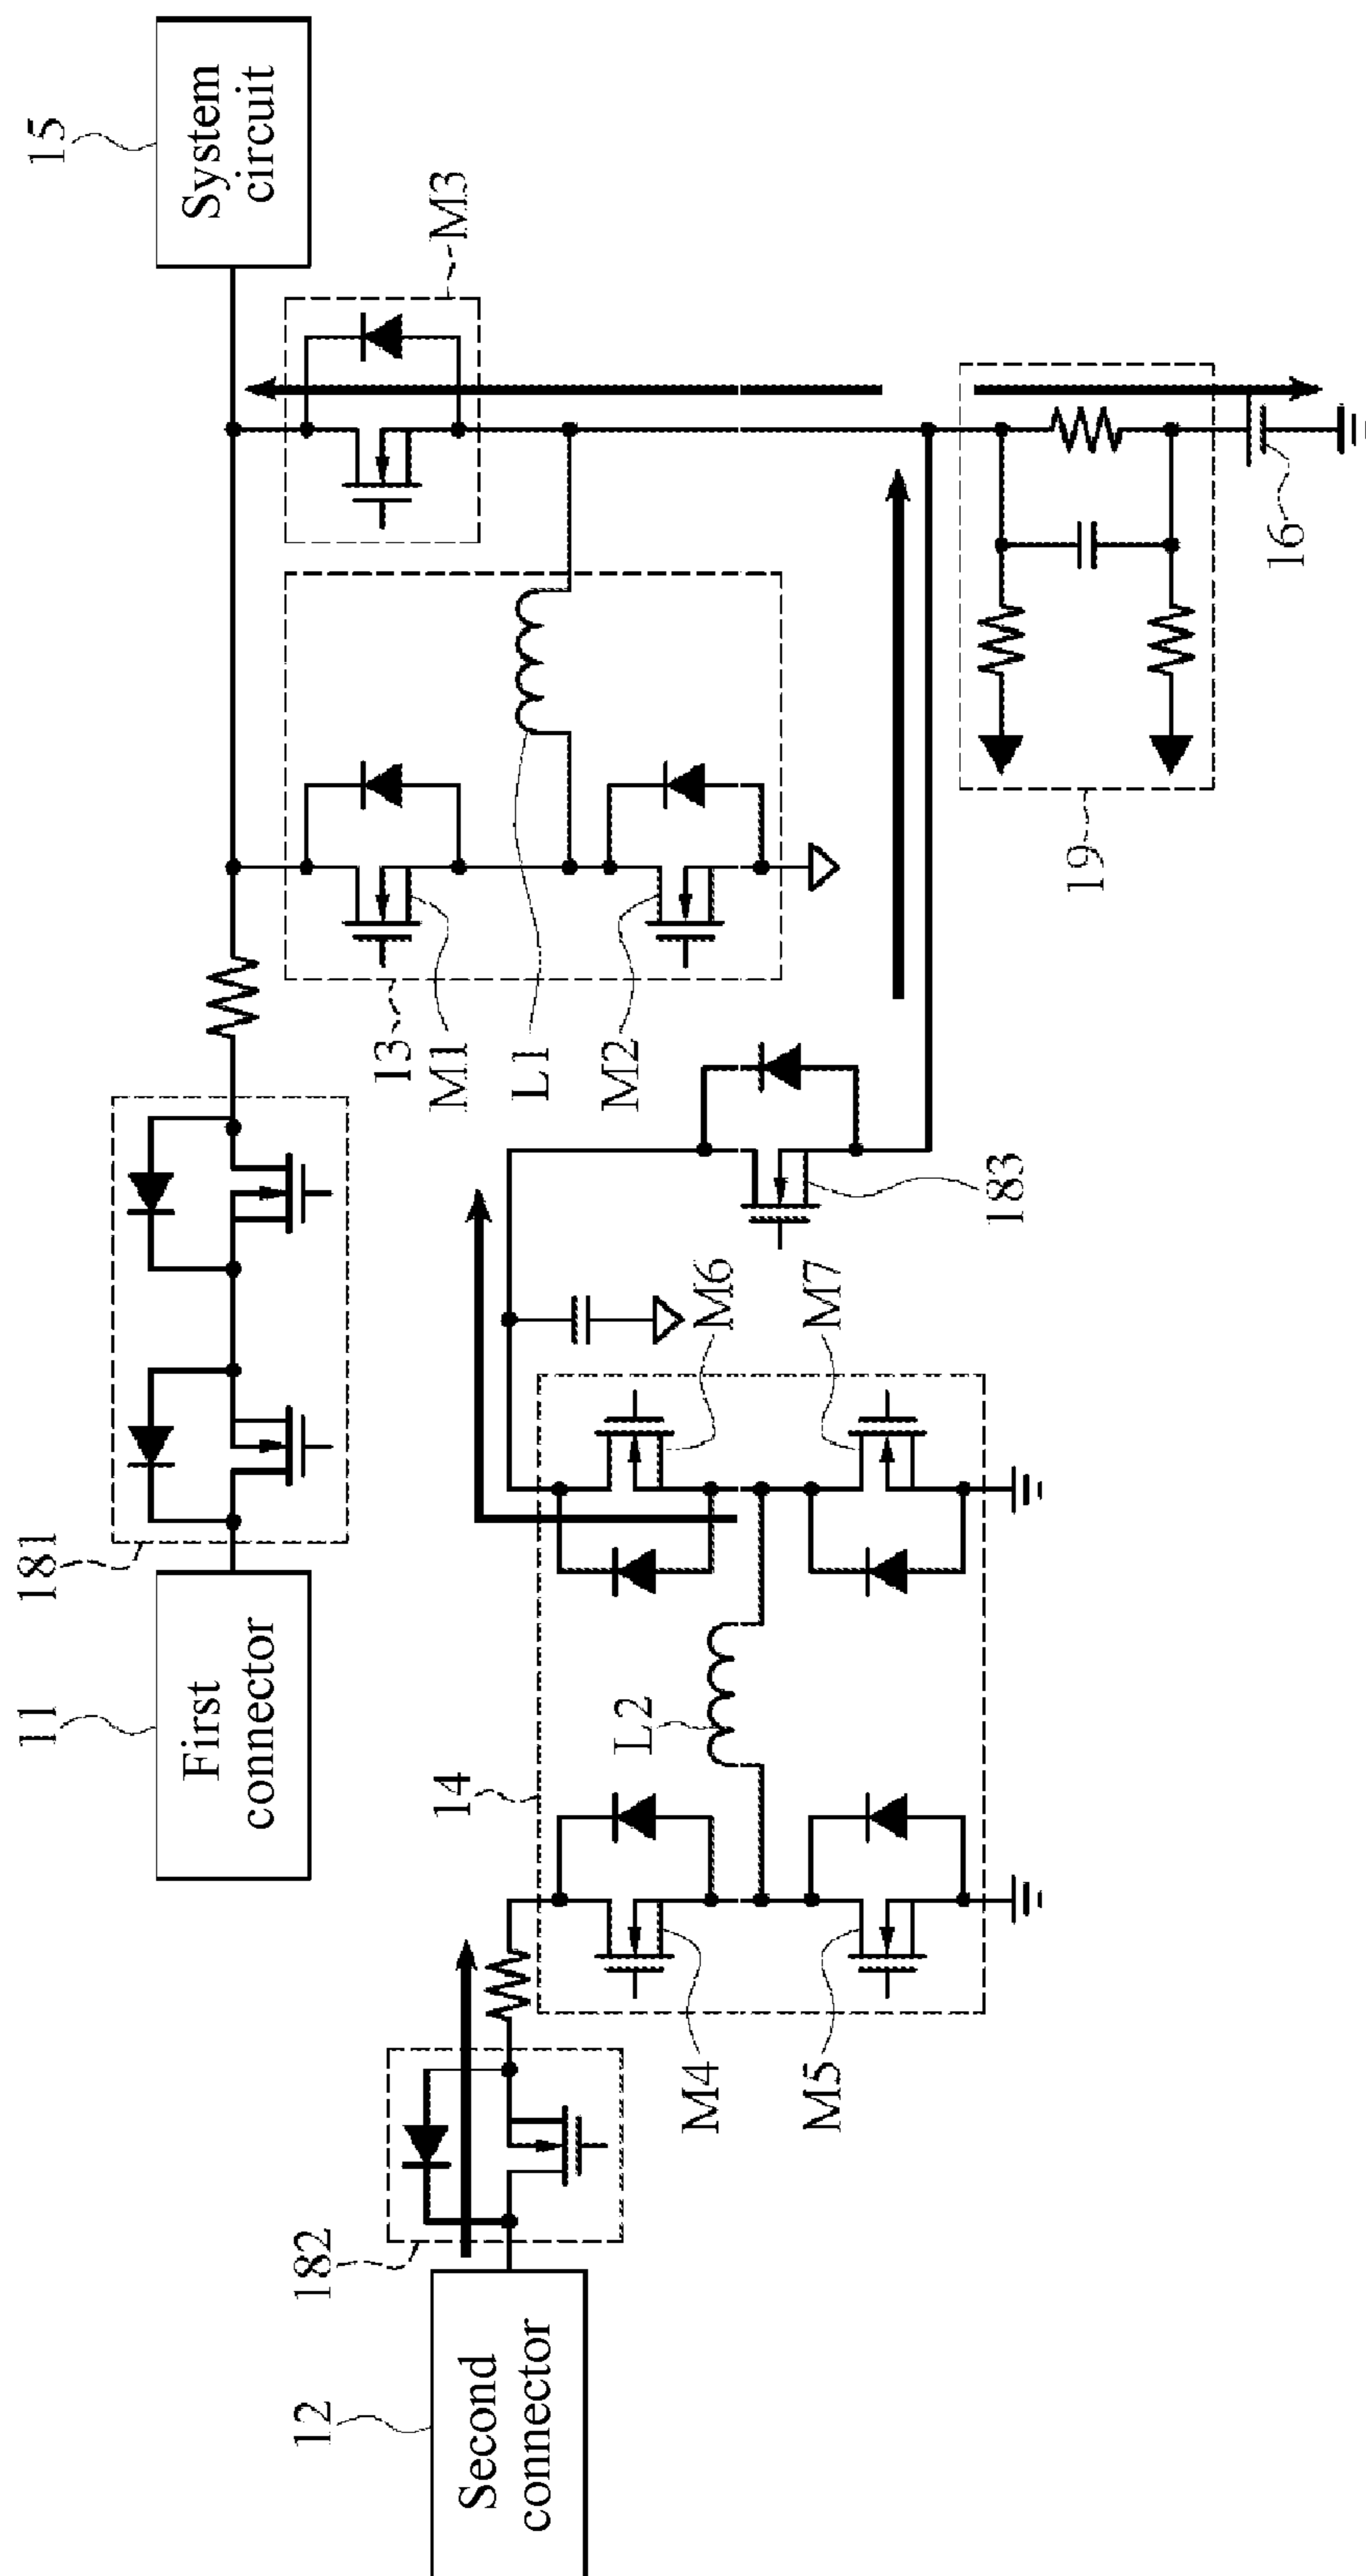 11
First
connector
181
15
System
circuit
M3
13
M1
L1
M2
12
Second
connector
182
14
L2
M4
M5
M6
M7
183
19
16